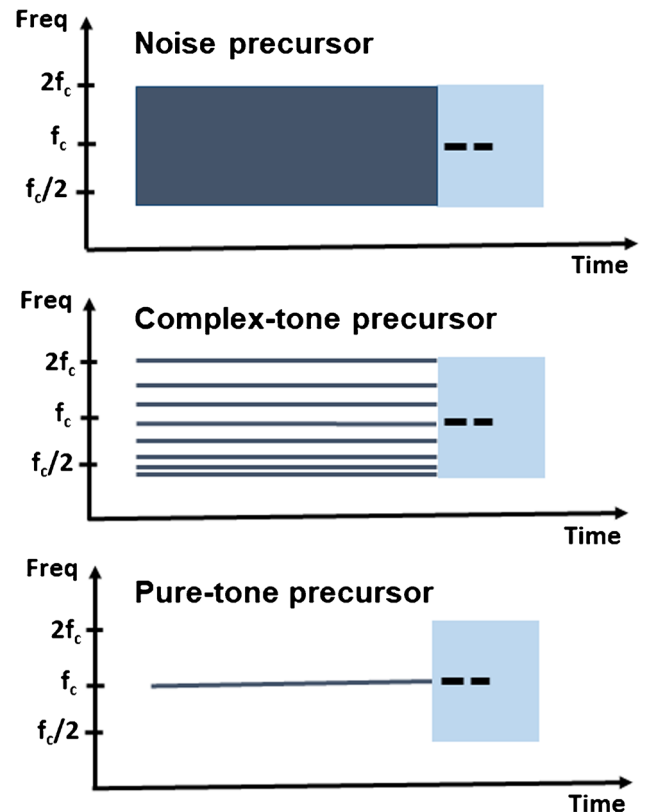 Freq
Noise precursor
2fc
fc
fc/2
Time
Freq
Complex-tone precursor
2fc
fc
fc/2
Time
Freq
Pure-tone precursor
2fc
fc
fc/2
Time